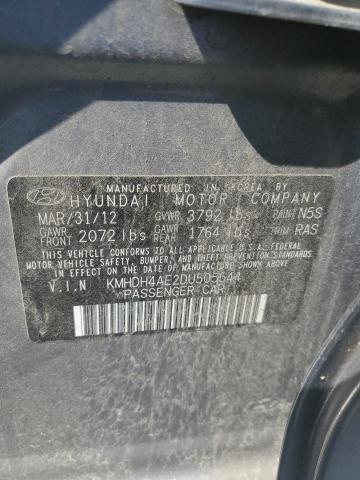 MANUFACTURED IN KOREA BY
HYUNDAI MOTOR COMPANY
MAR/31/12 GVWR 3792 lbs PAINT N5S
GAWR FRONT 2072 lbs GAWR REAR 1764 lbs TRIM RAS
THIS VEHICLE CONFORMS TO ALL APPLICABLE U.S.A. FEDERAL
MOTOR VEHICLE SAFETY, BUMPER, AND THEFT PREVENTION
STANDARDS IN EFFECT ON THE DATE OF MANUFACTURE SHOWN ABOVE.
V.I.N KMHDH4AE2DU505544
PASSENGER CAR